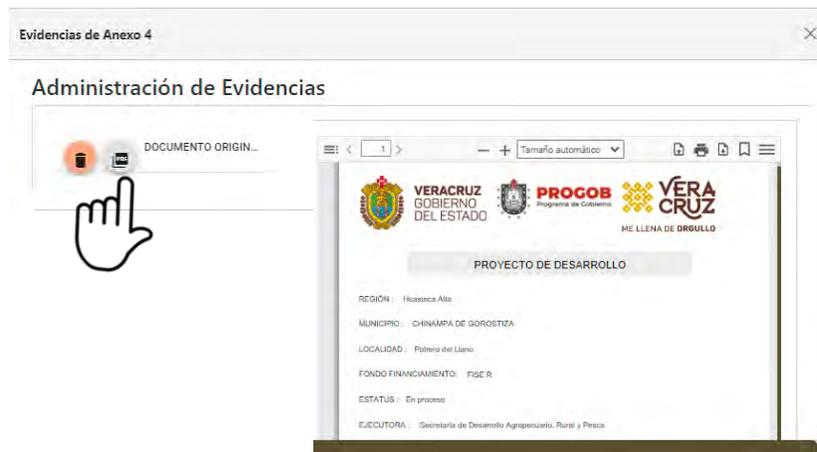 Evidencias de Anexo 4
Administración de Evidencias
DOCUMENTO ORIGIN...
1
Tamaño automático
VERACRUZ
GOBIERNO
DEL ESTADO
PROGOB
Programa de Gobierno
VERA
CRUZ
ME LLENA DE ORGULLO
PROYECTO DE DESARROLLO
REGIÓN : Huasteca Alta
MUNICIPIO : CHINAMPA DE GOROSTIZA
LOCALIDAD : Potrero del Llano
FONDO FINANCIAMIENTO: FISE R
ESTATUS : En proceso
EJECUTORA : Secretaría de Desarrollo Agropecuario, Rural y Pesca